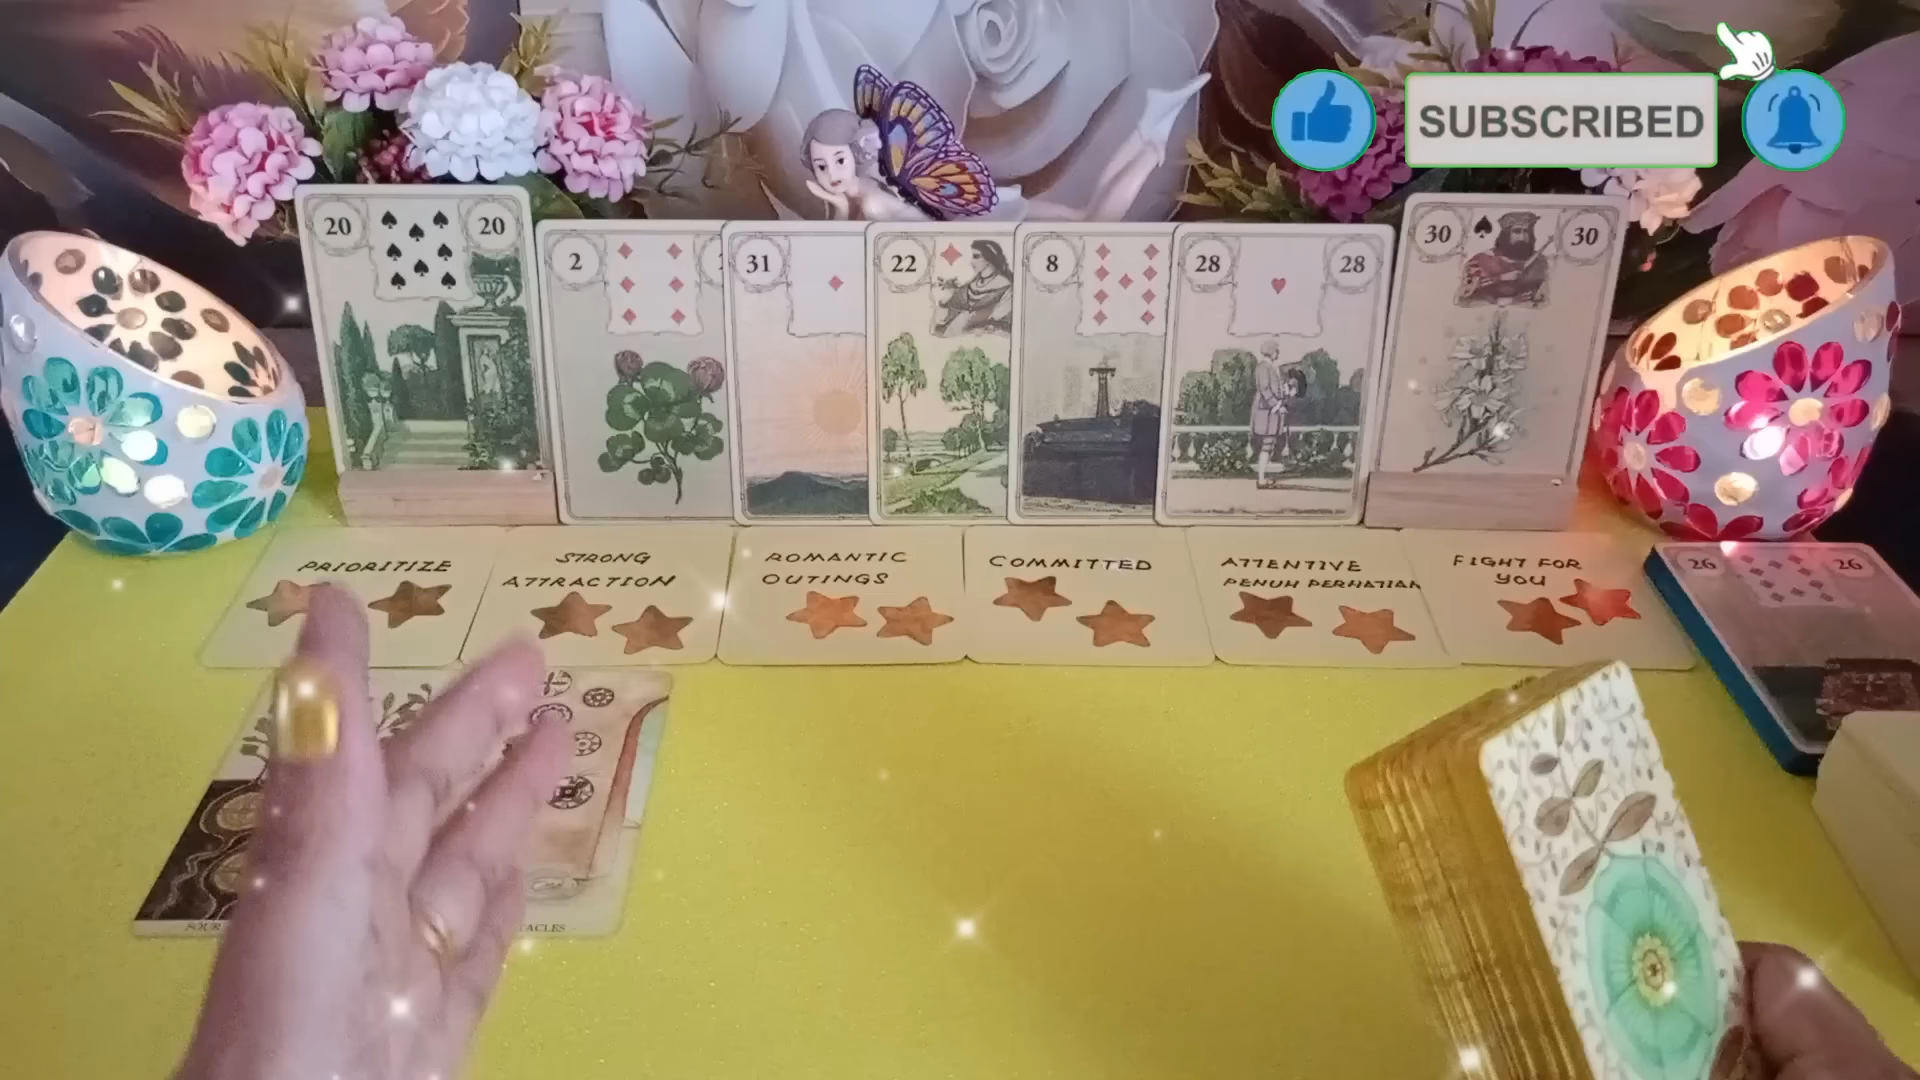 SUBSCRIBED
20 20
2
31
22
8
28 28
30 30
PRIORITIZE
STRONG
ATTRACTION
ROMANTIC
OUTINGS
COMMITTED
ATTENTIVE
PENUH PERHATIAN
FIGHT FOR
YOU
26 26